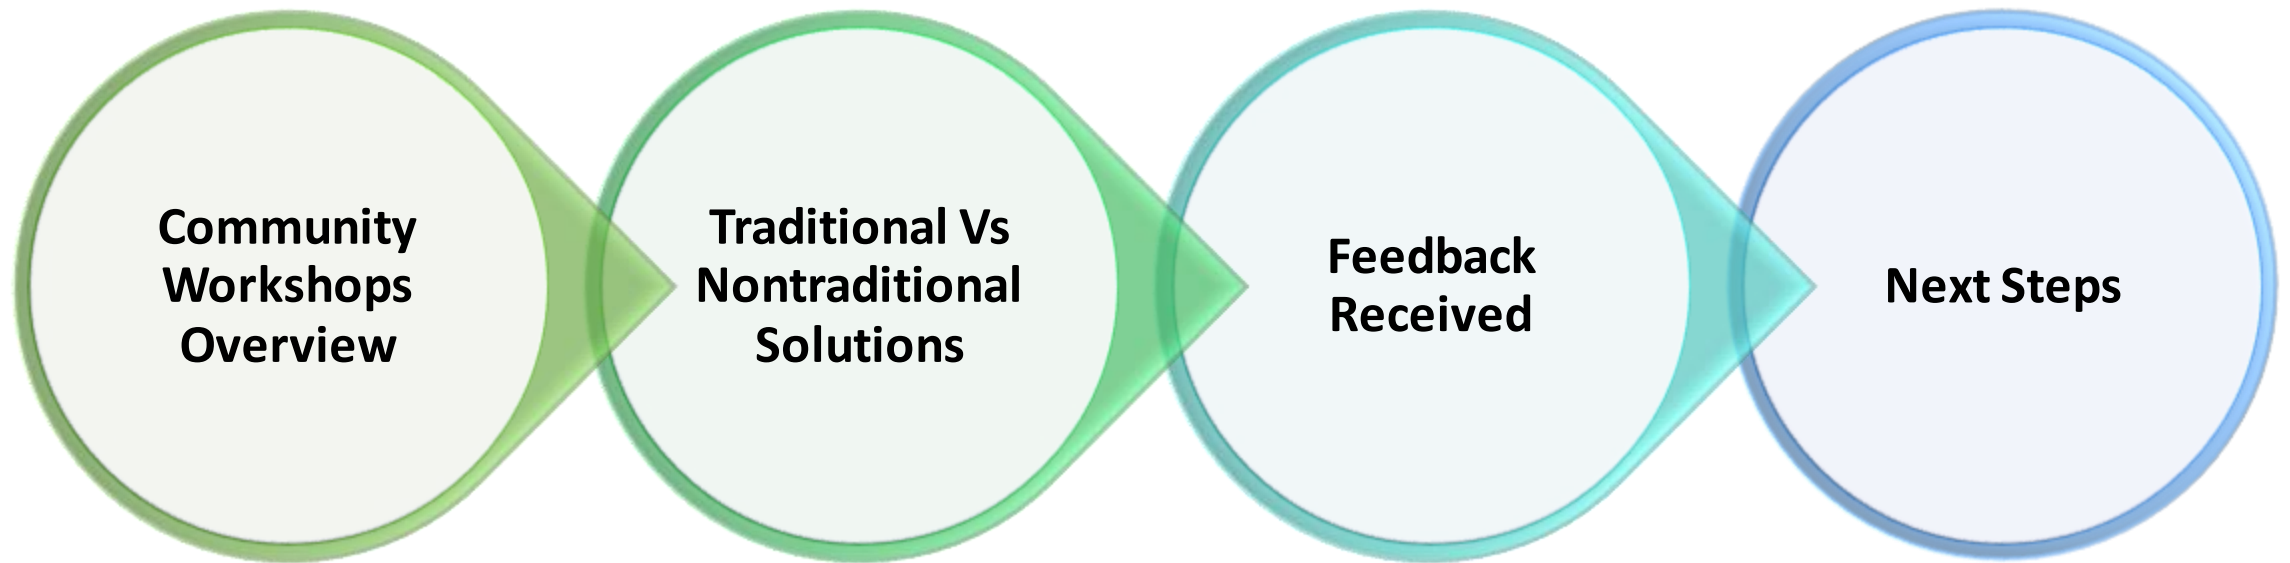 Community
Workshops
Overview
Traditional Vs
Nontraditional
Solutions
Feedback
Received
Next Steps